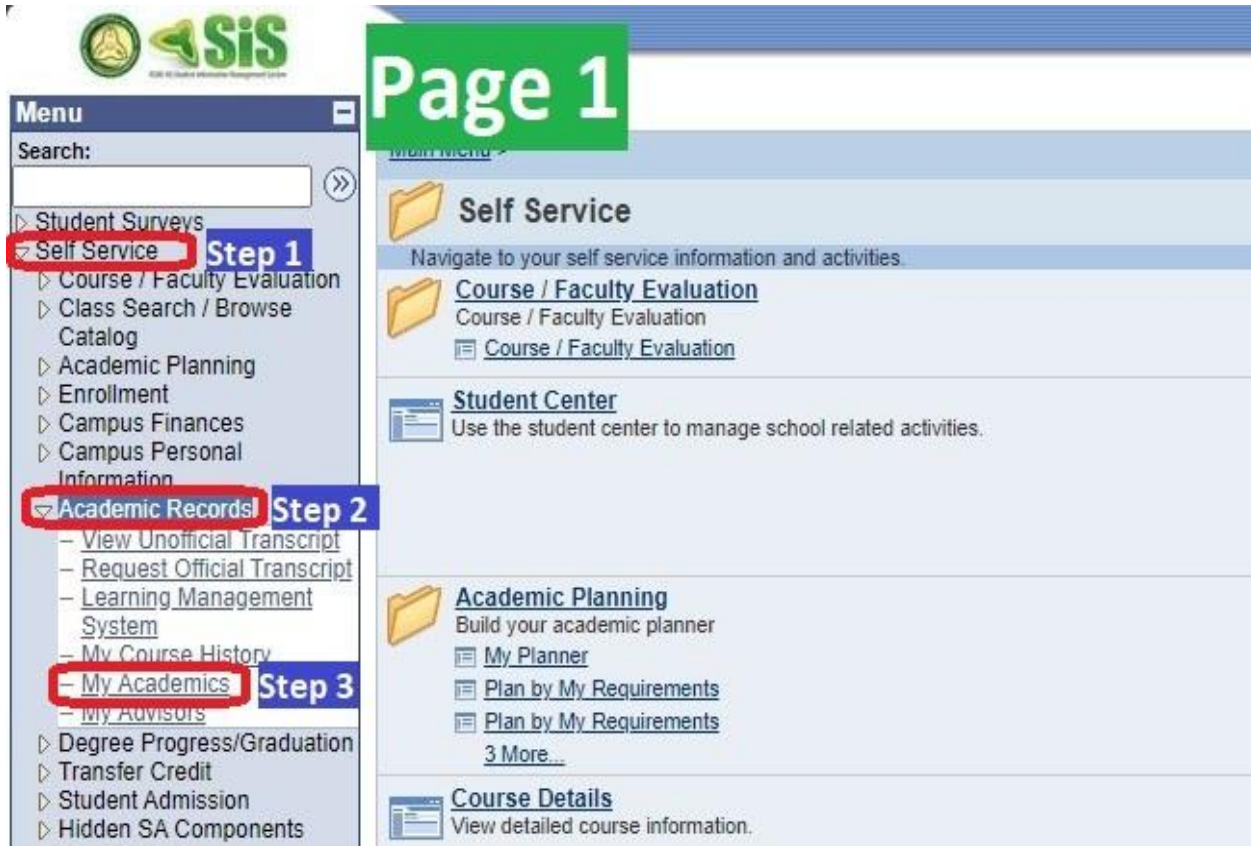 SiS
Page 1
Menu
Search:
Main Menu >
Student Surveys
Self Service
Step 1
Course / Faculty Evaluation
Class Search / Browse
Catalog
Academic Planning
Enrollment
Campus Finances
Campus Personal
Information
Academic Records
Step 2
– View Unofficial Transcript
– Request Official Transcript
– Learning Management
System
– My Course History
– My Academics
Step 3
– My Advisors
Degree Progress/Graduation
Transfer Credit
Student Admission
Hidden SA Components
Self Service
Navigate to your self service information and activities.
Course / Faculty Evaluation
Course / Faculty Evaluation
Course / Faculty Evaluation
Student Center
Use the student center to manage school related activities.
Academic Planning
Build your academic planner
My Planner
Plan by My Requirements
Plan by My Requirements
3 More...
Course Details
View detailed course information.